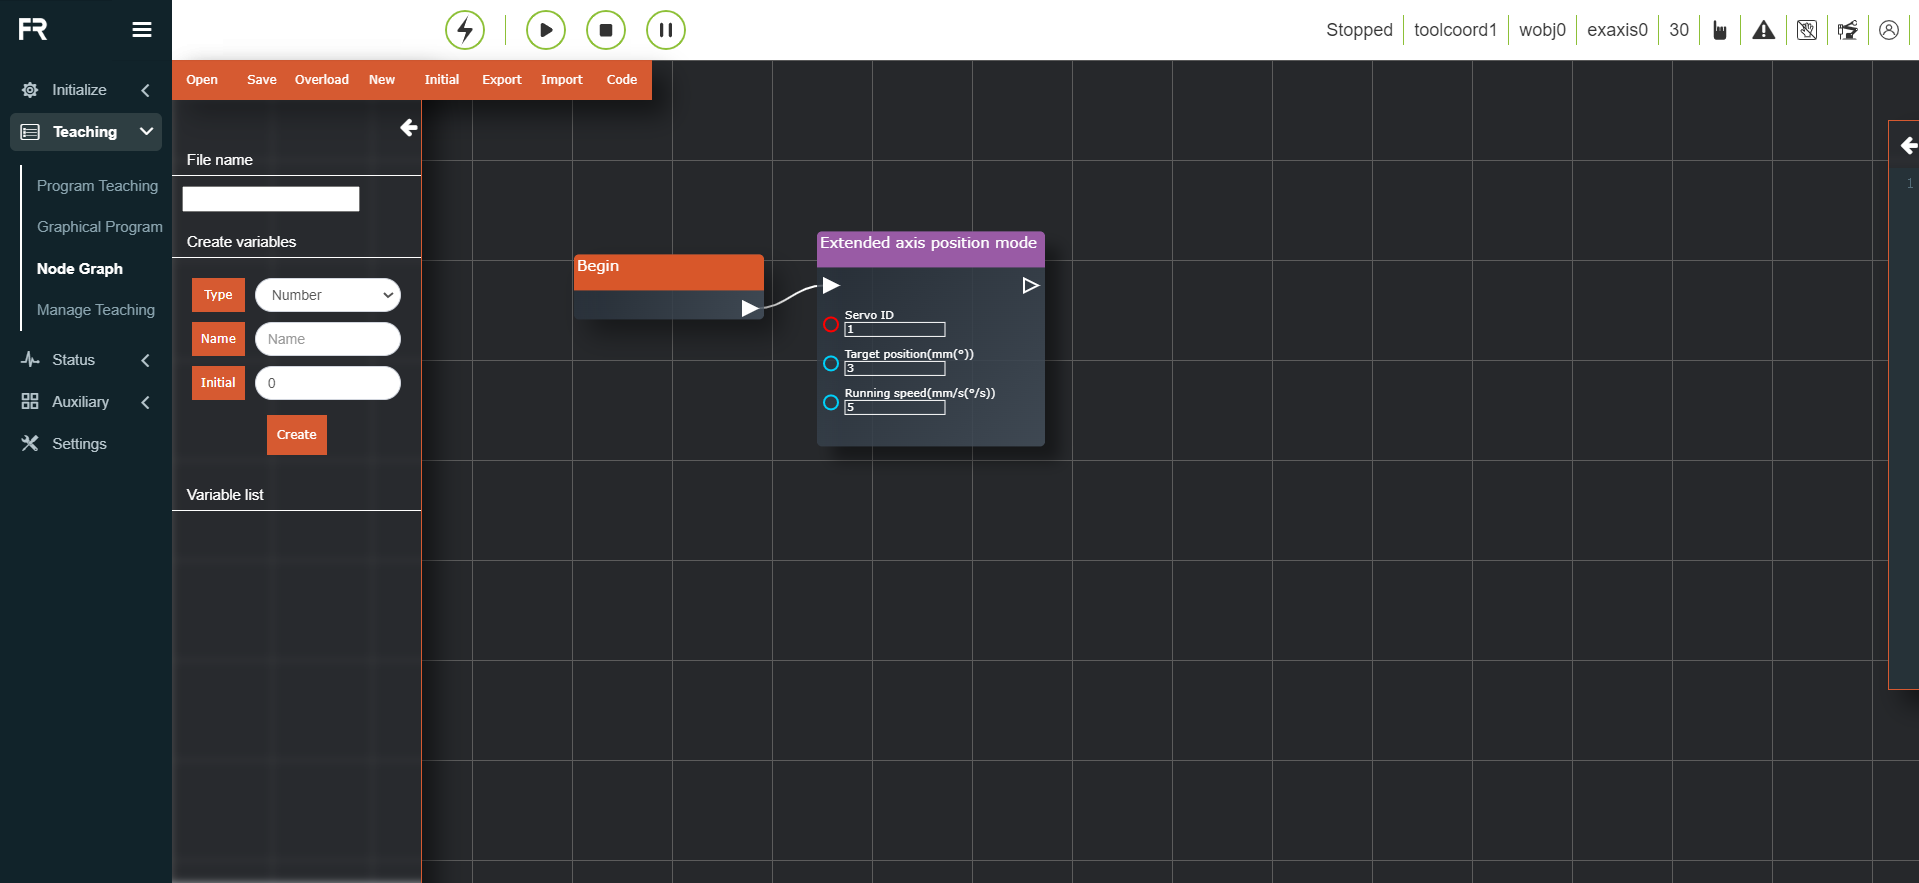 FR
Stopped
toolcoord1
wobj0
exaxis0
30
Open
Save
Overload
New
Initial
Export
Import
Code
Initialize
Teaching
Program Teaching
Graphical Program
Node Graph
Manage Teaching
Status
Auxiliary
Settings
File name
Create variables
Type
Number
Name
Name
Initial
0
Create
Variable list
Begin
Extended axis position mode
Servo ID
1
Target position(mm(°))
3
Running speed(mm/s(°/s))
5
1